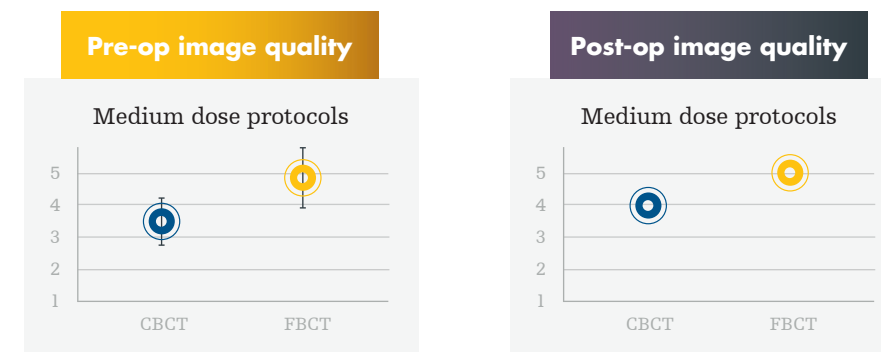 Pre-op image quality
Medium dose protocols
5
4
3
2
1
CBCT FBCT
Post-op image quality
Medium dose protocols
5
4
3
2
1
CBCT FBCT